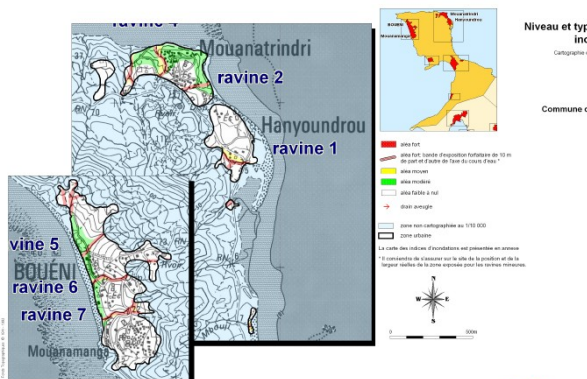 ravine 4
Mouanatrindri
ravine 2
Hanyoundrou
ravine 1
vine 5
BOUÉNI
ravine 6
ravine 7
Mouanamanga
BOUENI
Mouanatrindri
Hanyoundrou
Mouanamanga
Niveau et typ
Commune d
aléa fort
aléa fort: bande d'exposition forfaitaire de 10 m
de part et d'autre de l'axe du cours d'eau *
aléa moyen
aléa modéré
aléa faible à nul
drain aveugle
zone non cartographiée au 1/10 000
zone urbaine
La carte des indices d'inondations est présentée en annexe
* Il conviendra de s'assurer sur le site de la position et de la
largeur réelles de la zone exposée pour les ravines mineures.
N
W E
S
0 500m